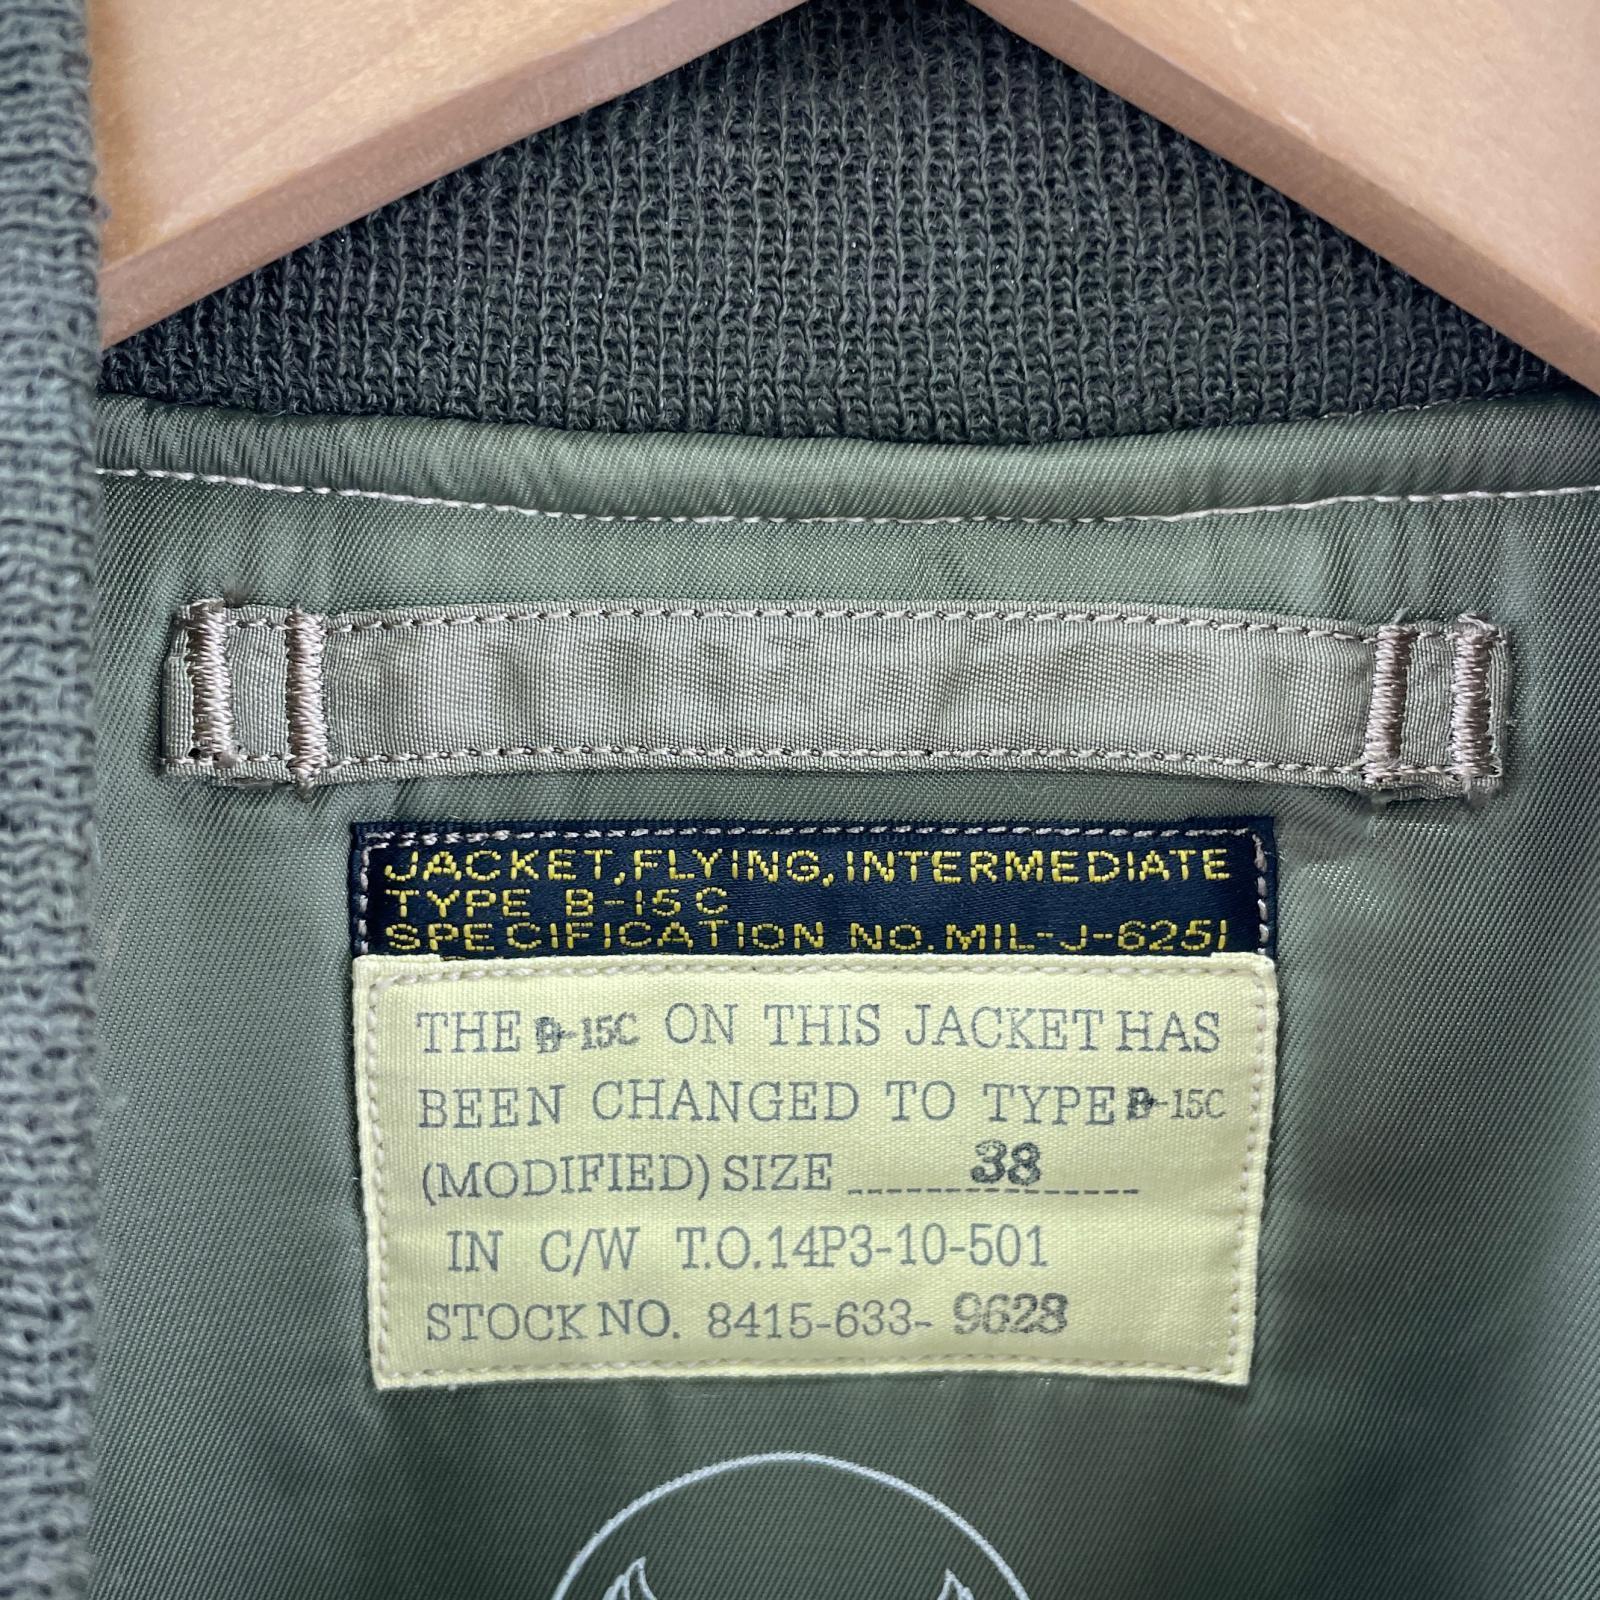 JACKET,FLYING,INTERMEDIATE
TYPE B-15C
SPECIFICATION NO.MIL-J-6251
THE B-15C ON THIS JACKET HAS
BEEN CHANGED TO TYPE B-15C
(MODIFIED) SIZE 38
IN C/W T.O.14P3-10-501
STOCK NO. 8415-633-9628